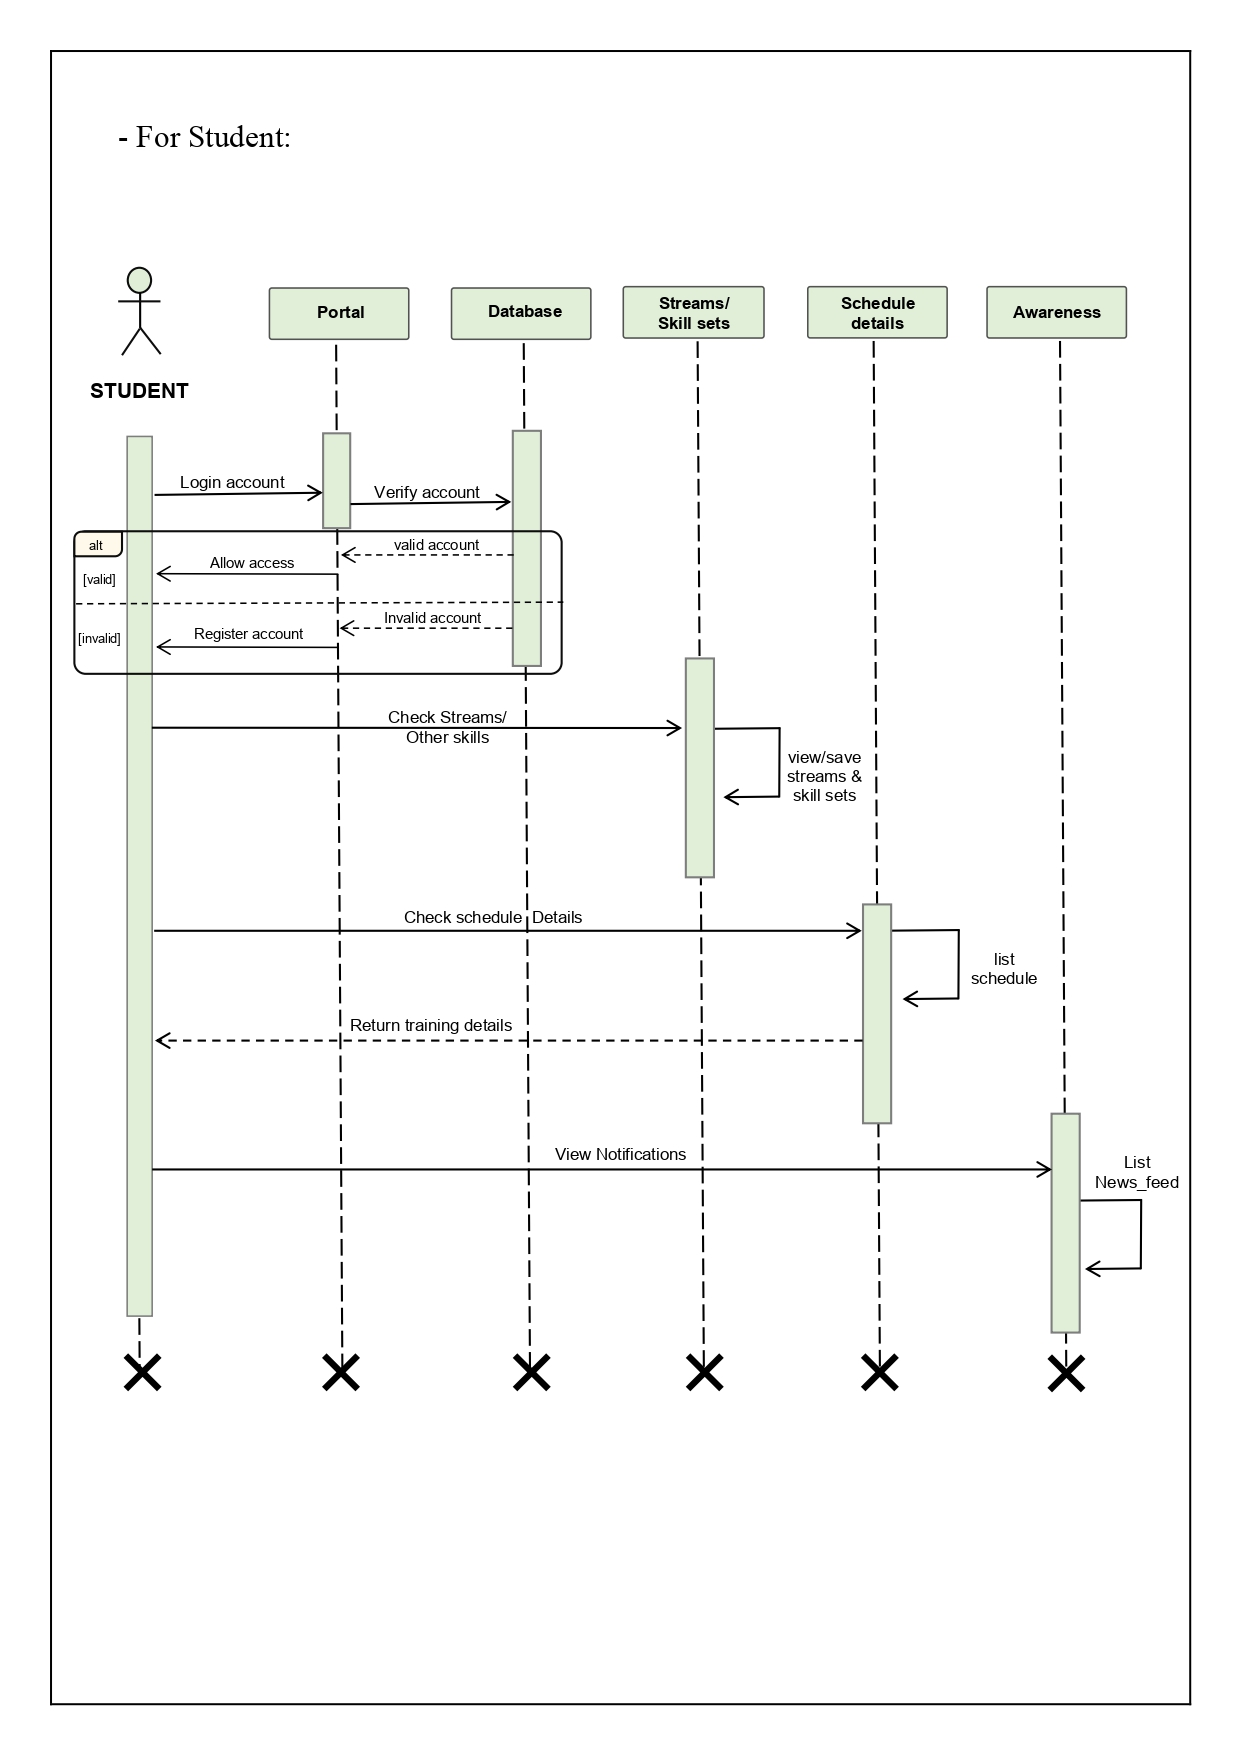 - For Student:
STUDENT
Portal
Database
Streams/
Skill sets
Schedule
details
Awareness
Login account
Verify account
alt
valid account
Allow access
[valid]
Invalid account
Register account
[invalid]
Check Streams/
Other skills
view/save
streams &
skill sets
Check schedule Details
list
schedule
Return training details
View Notifications
List
News_feed